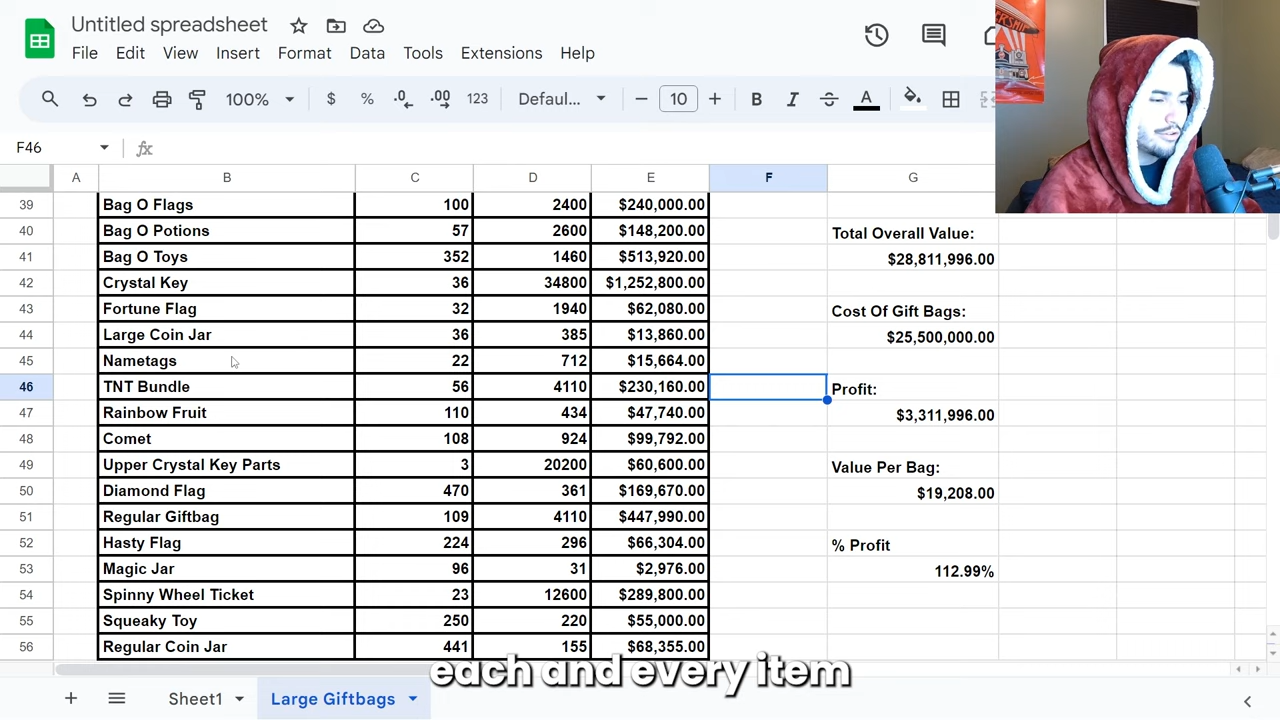 Untitled spreadsheet
File Edit View Insert Format Data Tools Extensions Help
100% $ % .0 .00 123 Defaul... 10 B I A
F46 fx
A B C D E F G
39 Bag O Flags 100 2400 $240,000.00
40 Bag O Potions 57 2600 $148,200.00 Total Overall Value:
41 Bag O Toys 352 1460 $513,920.00 $28,811,996.00
42 Crystal Key 36 34800 $1,252,800.00
43 Fortune Flag 32 1940 $62,080.00 Cost Of Gift Bags:
44 Large Coin Jar 36 385 $13,860.00 $25,500,000.00
45 Nametags 22 712 $15,664.00
46 TNT Bundle 56 4110 $230,160.00 Profit:
47 Rainbow Fruit 110 434 $47,740.00 $3,311,996.00
48 Comet 108 924 $99,792.00
49 Upper Crystal Key Parts 3 20200 $60,600.00 Value Per Bag:
50 Diamond Flag 470 361 $169,670.00 $19,208.00
51 Regular Giftbag 109 4110 $447,990.00
52 Hasty Flag 224 296 $66,304.00 % Profit
53 Magic Jar 96 31 $2,976.00 112.99%
54 Spinny Wheel Ticket 23 12600 $289,800.00
55 Squeaky Toy 250 220 $55,000.00
56 Regular Coin Jar 441 155 $68,355.00
each and every item
Sheet1 Large Giftbags